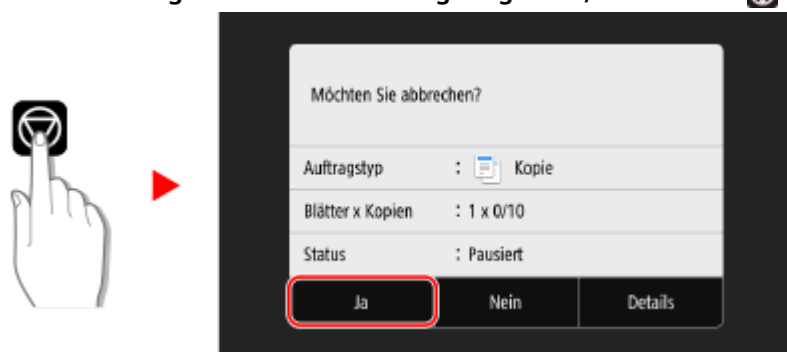 Möchten Sie abbrechen?
Auftragstyp : Kopie
Blätter x Kopien : 1 x 0/10
Status : Pausiert
Ja Nein Details